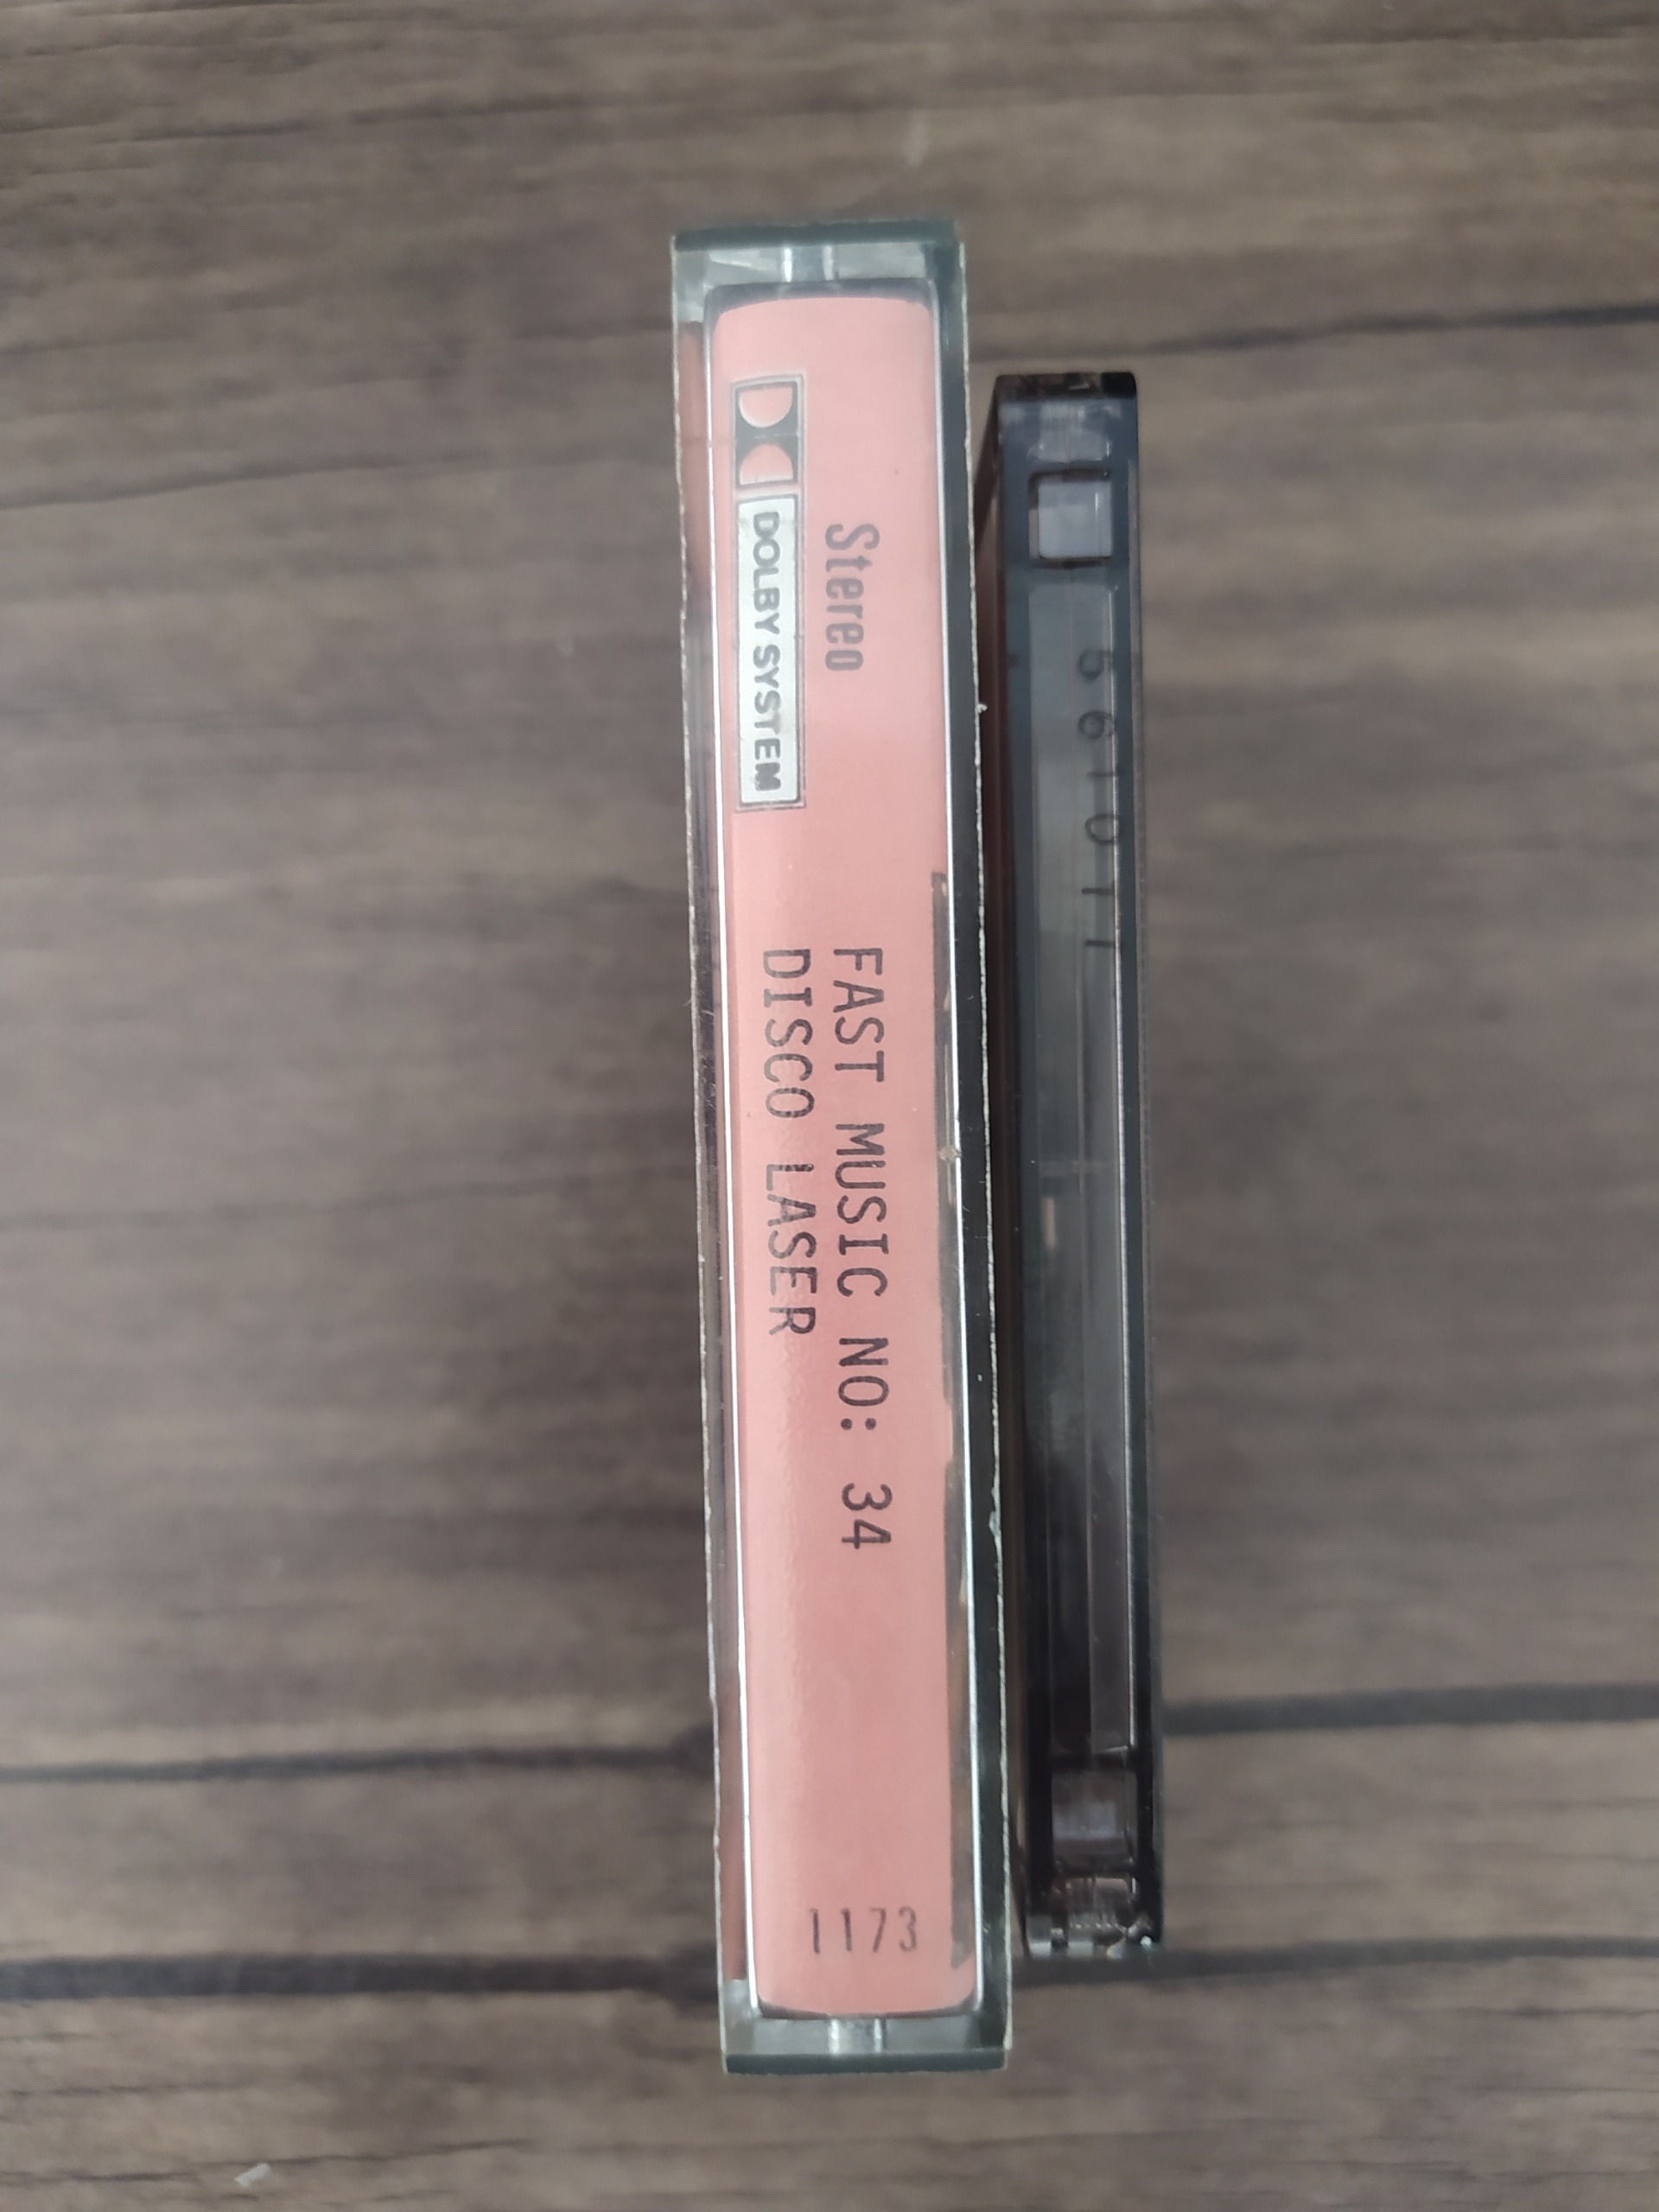 Stereo
DOLBY SYSTEM
FAST MUSIC NO: 34
DISCO LASER
1173